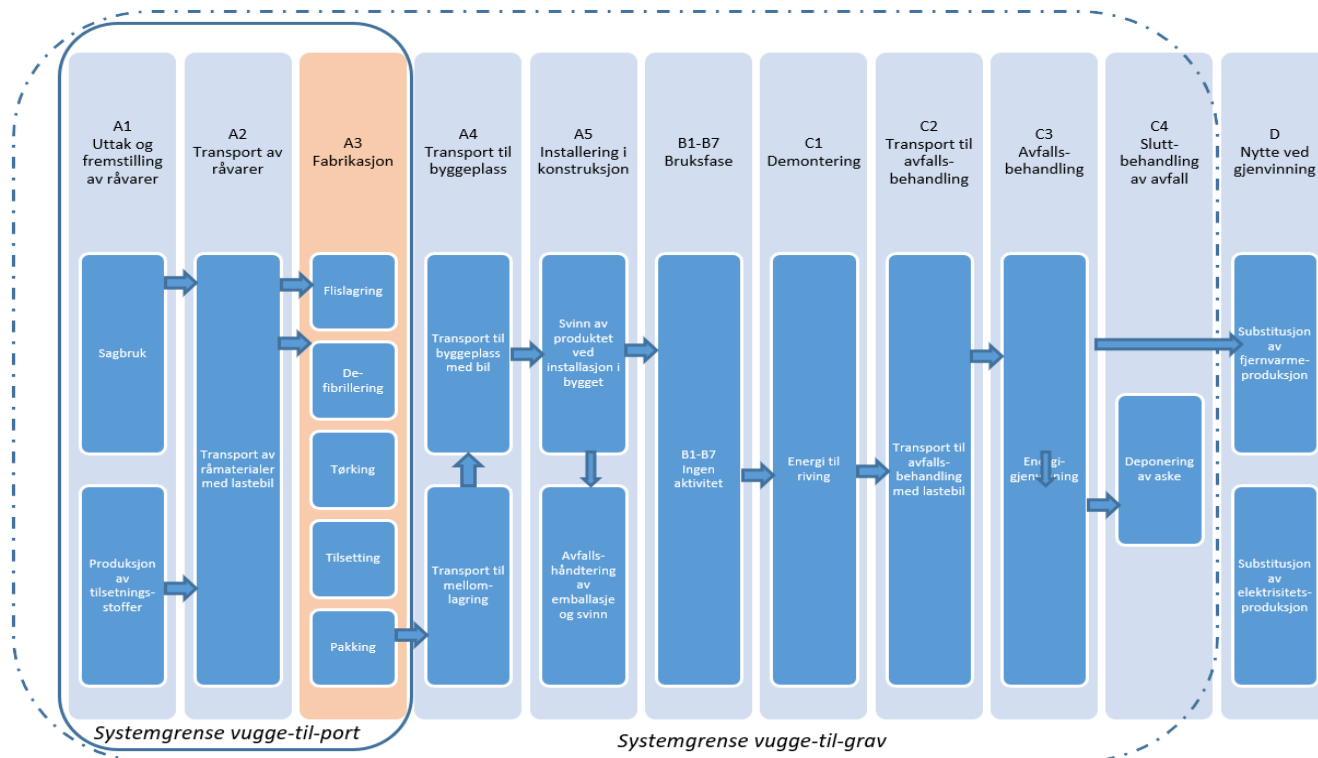 A1
Uttak og
fremstilling
av råvarer
A2
Transport av
råvarer
A3
Fabrikasjon
A4
Transport til
byggeplass
A5
Installering i
konstruksjon
B1-B7
Bruksfase
C1
Demontering
C2
Transport til
avfalls-
behandling
C3
Avfalls-
behandling
C4
Slutt-
behandling
av avfall
D
Nytte ved
gjenvinning
Sagbruk
Produksjon
av
tilsetnings-
stoffer
Transport av
råmaterialer
med lastebil
Flislagring
De-
fibrillering
Tørking
Tilsetting
Pakking
Transport til
byggeplass
med bil
Transport til
mellom-
lagring
Svinn av
produktet
ved
installasjon i
bygget
Avfalls-
håndtering
av
emballasje
og svinn
B1-B7
Ingen
aktivitet
Energi til
riving
Transport til
avfalls-
behandling
med lastebil
Energi-
gjenvinning
Deponering
av aske
Substitusjon
av
fjernvarme-
produksjon
Substitusjon
av
elektrisitets-
produksjon
Systemgrense vugge-til-port
Systemgrense vugge-til-grav